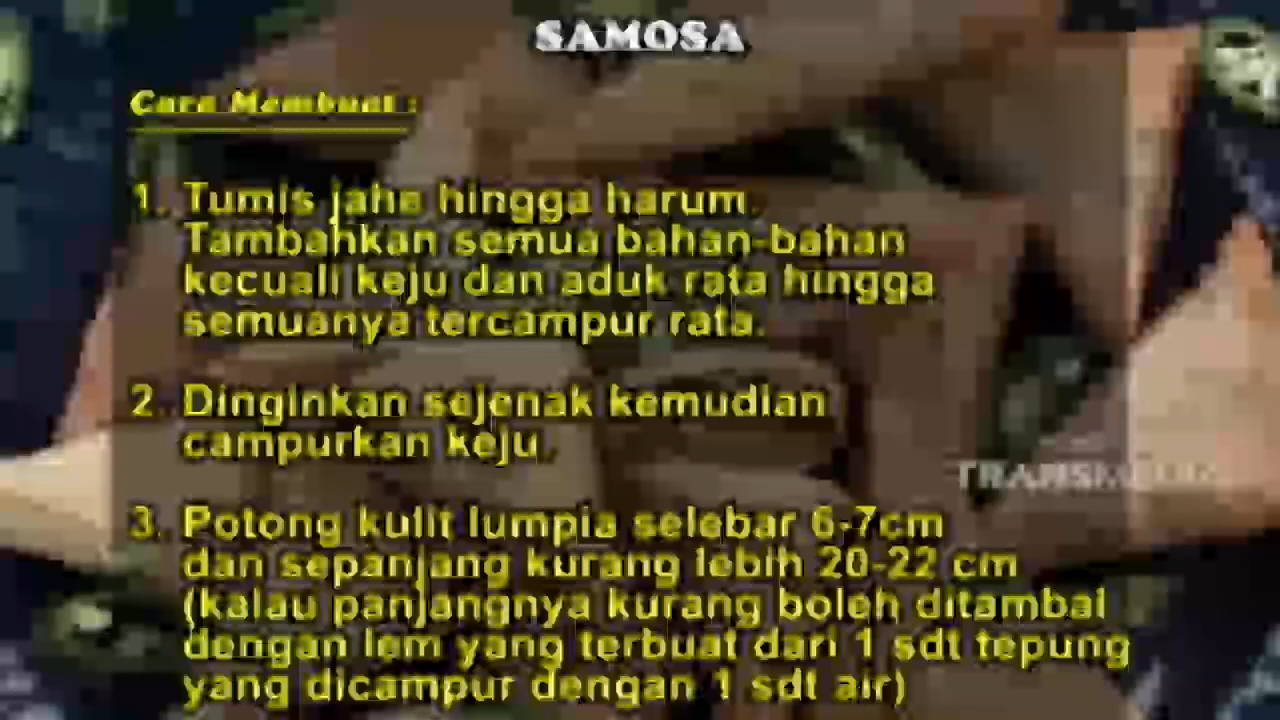 SAMOSA
Cara Membuat :
1. Tumis jahe hingga harum.
Tambahkan semua bahan-bahan
kecuali keju dan aduk rata hingga
semuanya tercampur rata.
2. Dinginkan sejenak kemudian
campurkan keju.
TRANSMEDIA
3. Potong kulit lumpia selebar 6-7cm
dan sepanjang kurang lebih 20-22 cm
(kalau panjangnya kurang boleh ditambal
dengan lem yang terbuat dari 1 sdt tepung
yang dicampur dengan 1 sdt air)